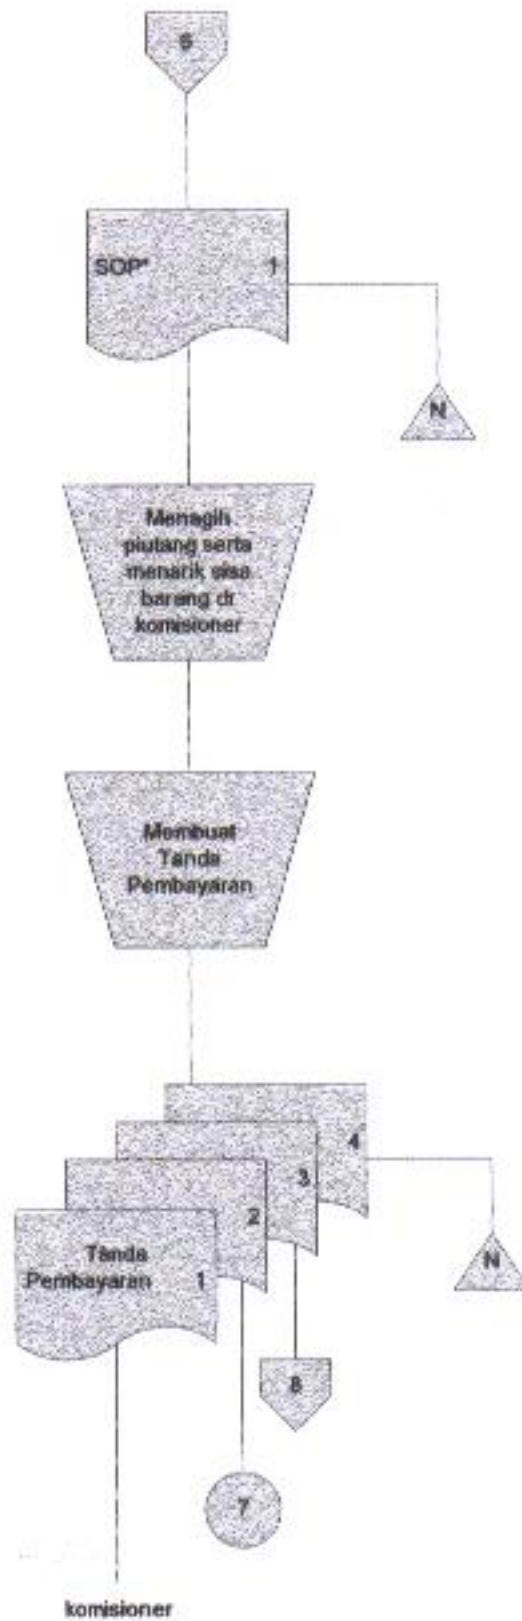 6
SOP* 1
N
Menagih
piutang serta
menarik sisa
barang dr
komisioner
Membuat
Tanda
Pembayaran
4
3
2
Tanda
Pembayaran 1
N
8
7
komisioner